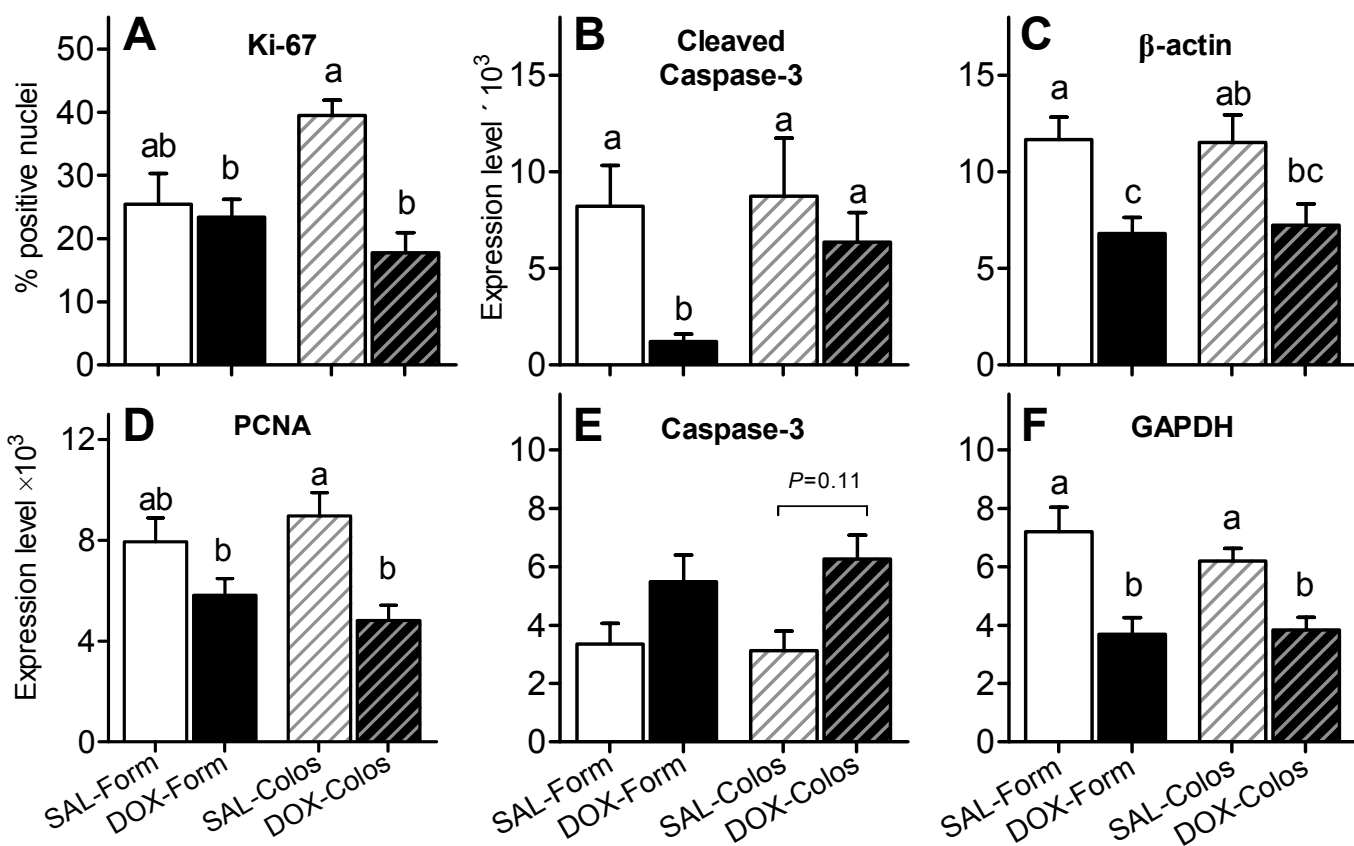 A
Ki-67
% positive nuclei
50
40
30
20
10
0
ab
b
a
b
B
Cleaved
Caspase-3
Expression level ´ 10³
10
5
0
a
b
a
a
C
β-actin
15
10
5
0
a
c
ab
bc
D
PCNA
Expression level ×10³
12
8
4
0
ab
b
a
b
SAL-Form
DOX-Form
SAL-Colos
DOX-Colos
E
Caspase-3
10
8
6
4
2
0
P=0.11
SAL-Form
DOX-Form
SAL-Colos
DOX-Colos
F
GAPDH
10
8
6
4
2
0
a
b
a
b
SAL-Form
DOX-Form
SAL-Colos
DOX-Colos